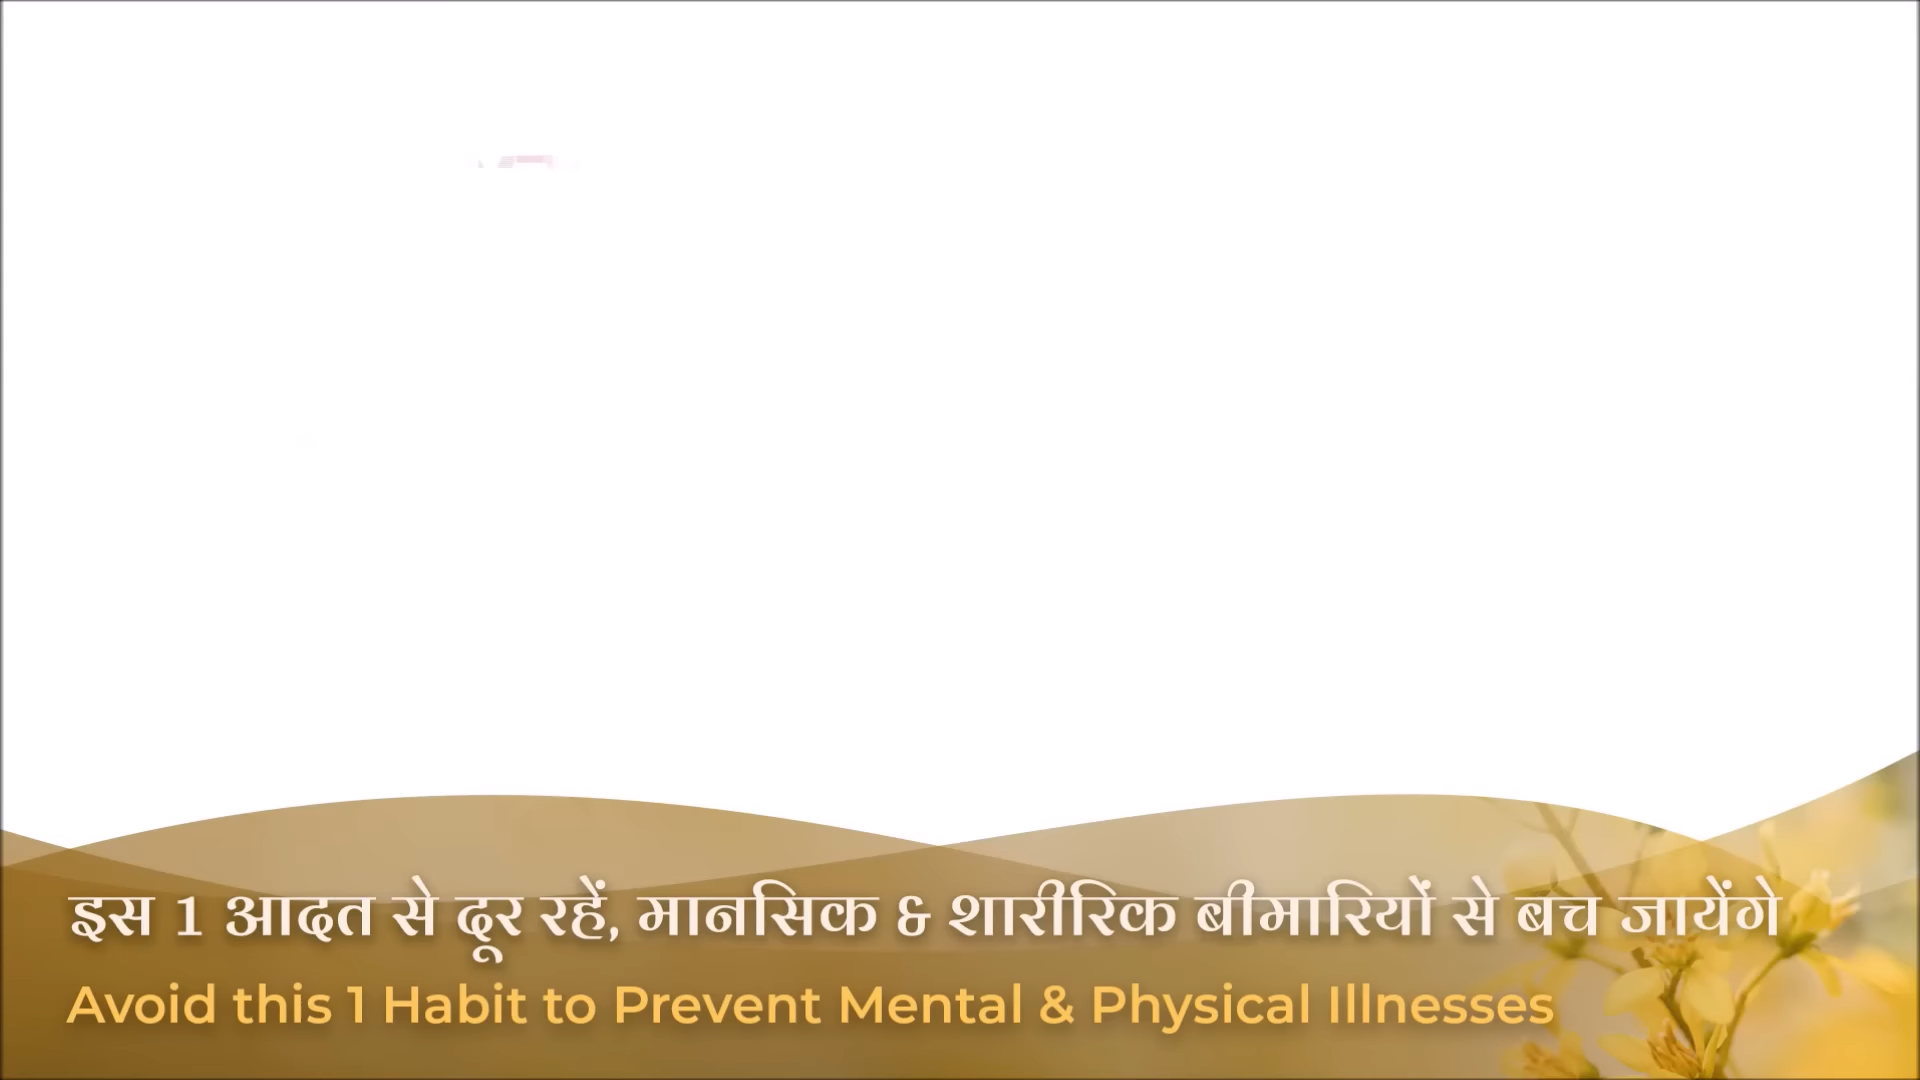 इस 1 आदत से दूर रहें, मानसिक & शारीरिक बीमारियों से बच जायेंगे
Avoid this 1 Habit to Prevent Mental & Physical Illnesses